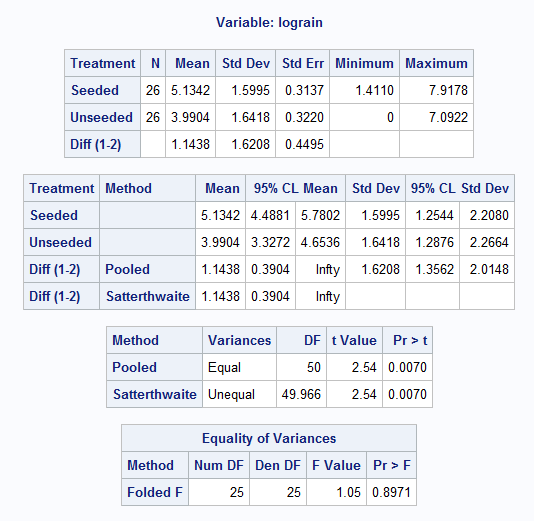 Variable: lograin
Treatment N Mean Std Dev Std Err Minimum Maximum
Seeded 26 5.1342 1.5995 0.3137 1.4110 7.9178
Unseeded 26 3.9904 1.6418 0.3220 0 7.0922
Diff (1-2) 1.1438 1.6208 0.4495
Treatment Method Mean 95% CL Mean Std Dev 95% CL Std Dev
Seeded 5.1342 4.4881 5.7802 1.5995 1.2544 2.2080
Unseeded 3.9904 3.3272 4.6536 1.6418 1.2876 2.2664
Diff (1-2) Pooled 1.1438 0.3904 Infty 1.6208 1.3562 2.0148
Diff (1-2) Satterthwaite 1.1438 0.3904 Infty
Method Variances DF t Value Pr > t
Pooled Equal 50 2.54 0.0070
Satterthwaite Unequal 49.966 2.54 0.0070
Equality of Variances
Method Num DF Den DF F Value Pr > F
Folded F 25 25 1.05 0.8971